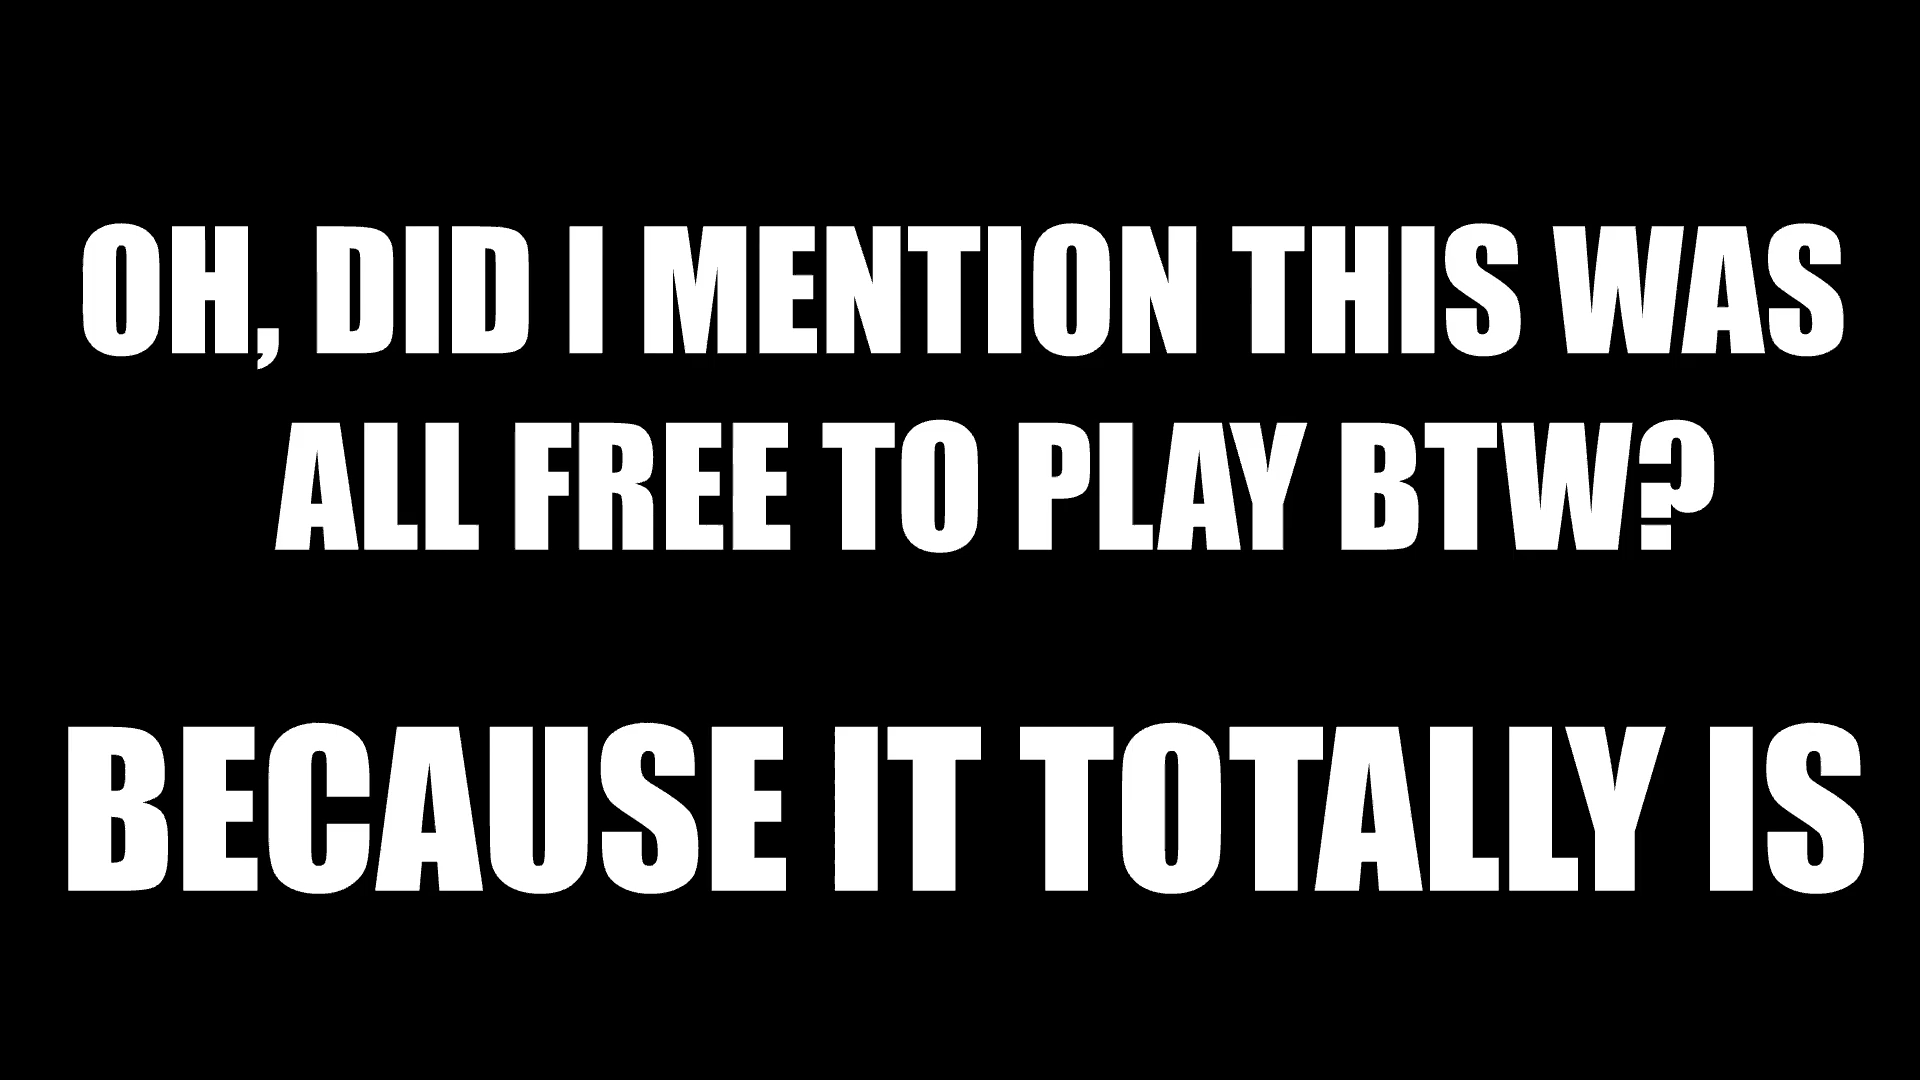 OH, DID I MENTION THIS WAS
ALL FREE TO PLAY BTW?
BECAUSE IT TOTALLY IS